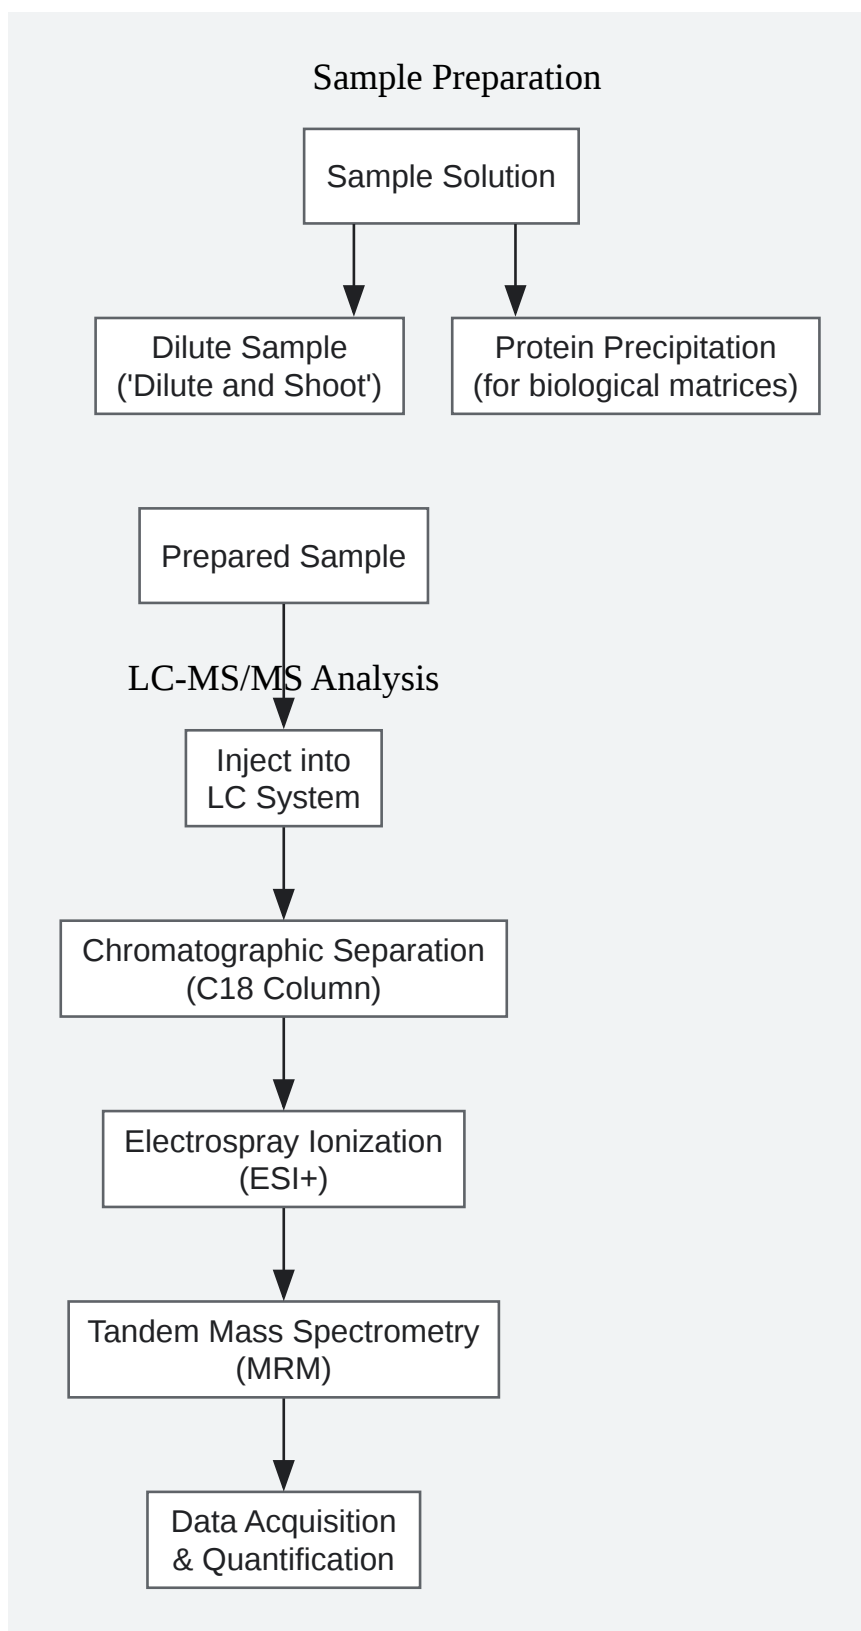 Sample Preparation
Sample Solution
Dilute Sample
('Dilute and Shoot')
Protein Precipitation
(for biological matrices)
Prepared Sample
LC-MS/MS Analysis
Inject into
LC System
Chromatographic Separation
(C18 Column)
Electrospray Ionization
(ESI+)
Tandem Mass Spectrometry
(MRM)
Data Acquisition
& Quantification